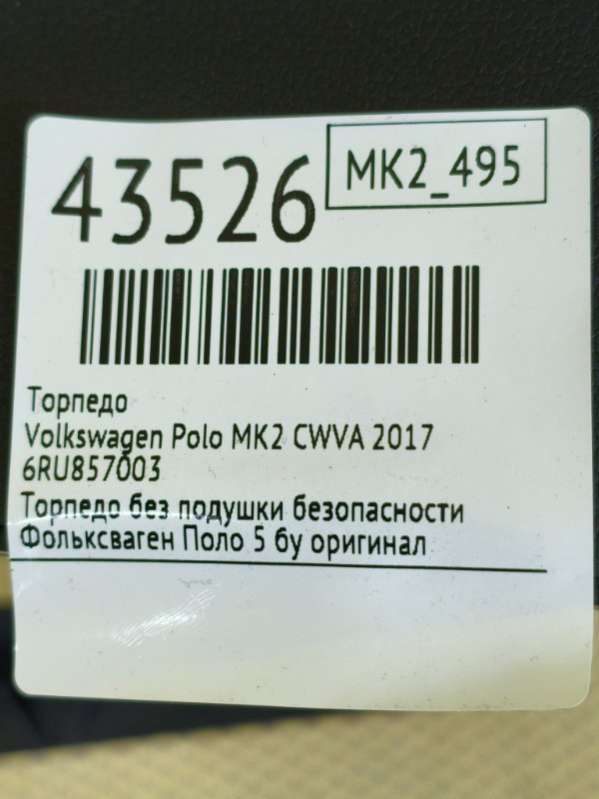 43526
MK2_495
Торпедо
Volkswagen Polo MK2 CWVA 2017
6RU857003
Торпедо без подушки безопасности
Фольксваген Поло 5 бу оригинал